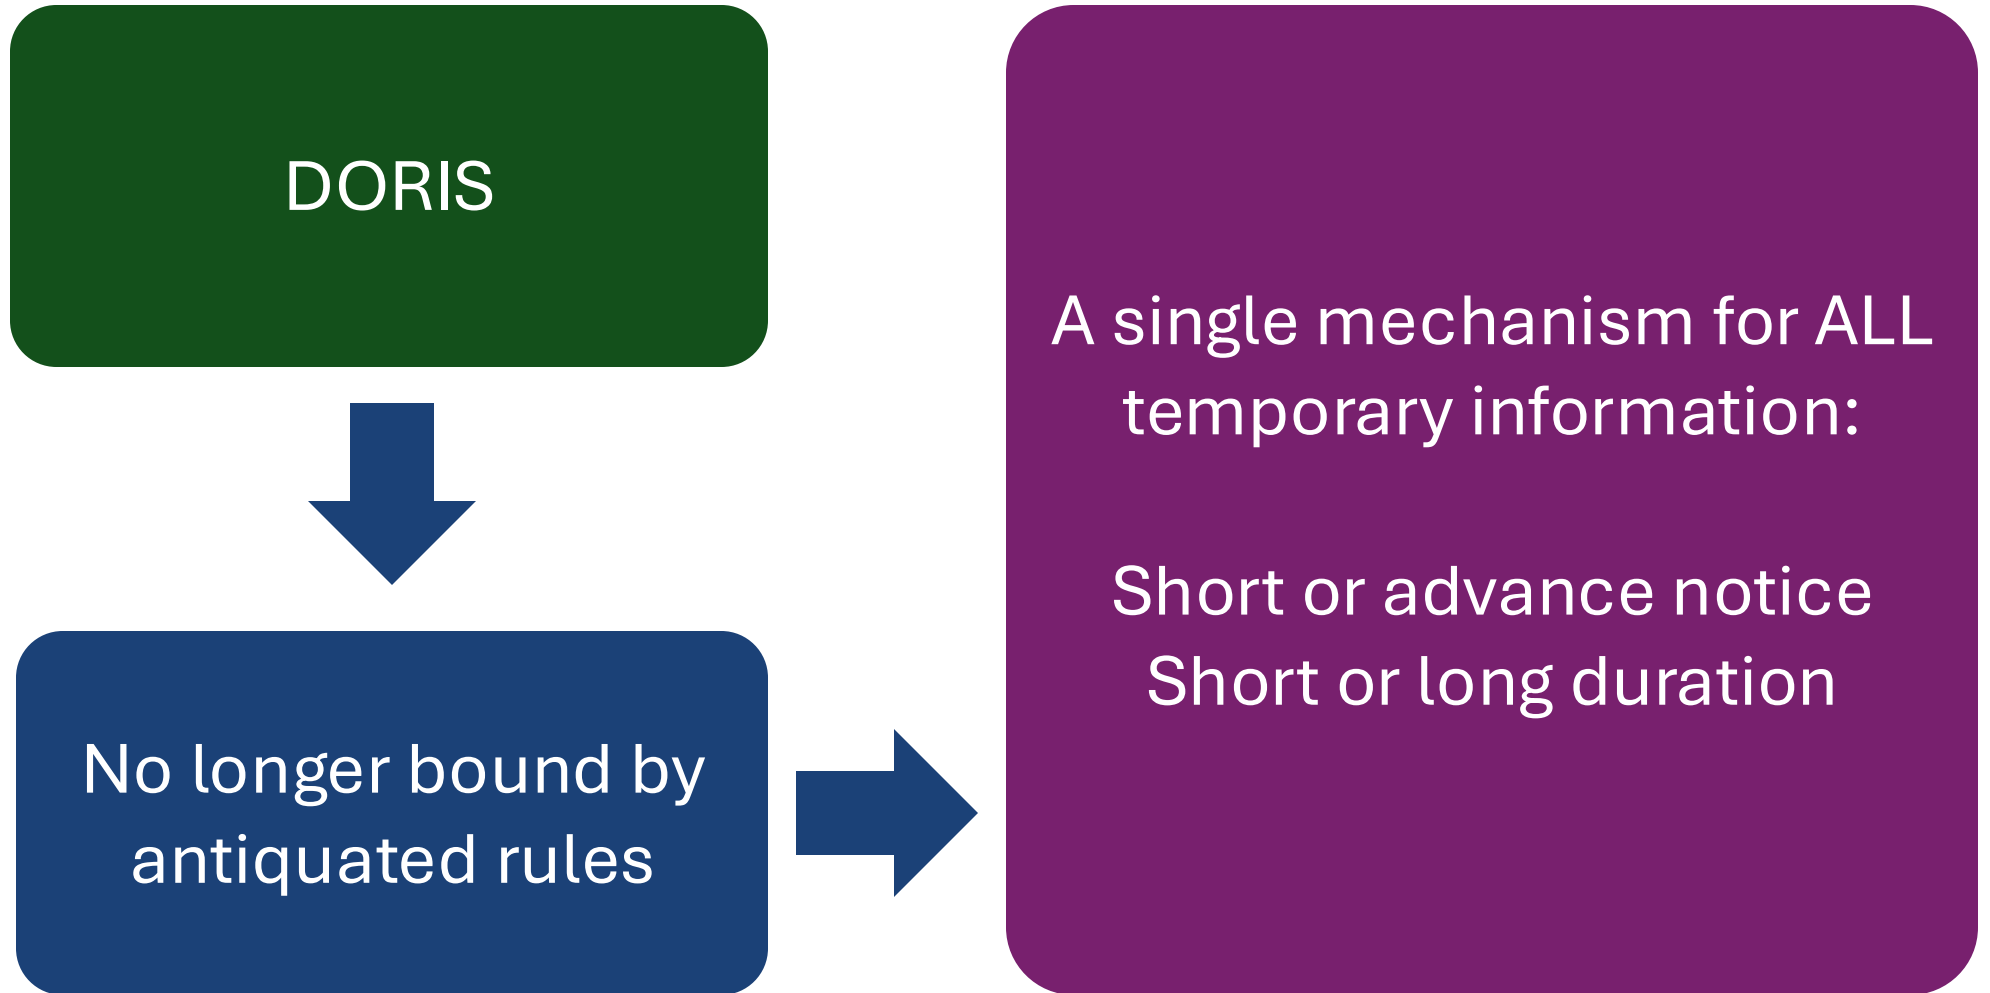 DORIS
No longer bound by
antiquated rules
A single mechanism for ALL
temporary information:
Short or advance notice
Short or long duration